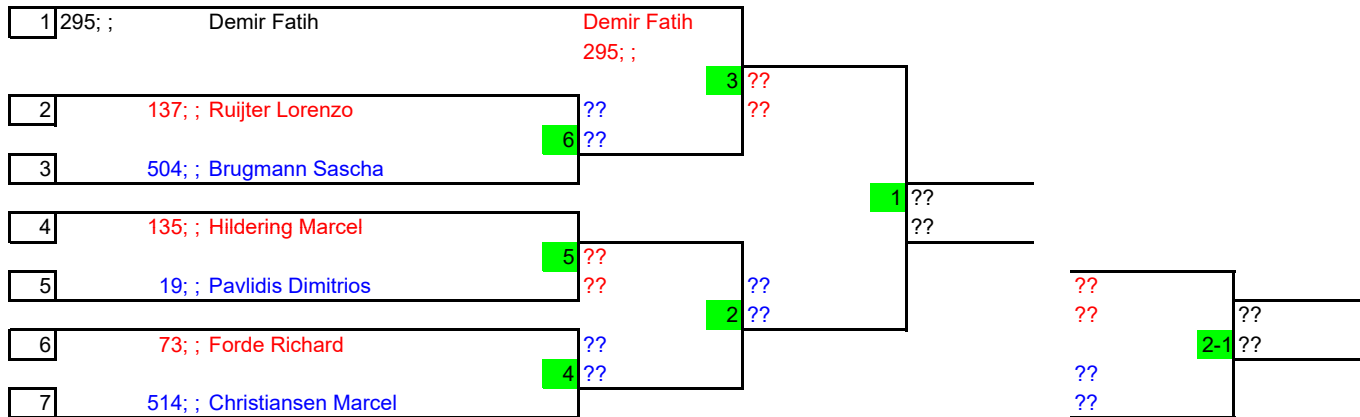 1 295; ; Demir Fatih Demir Fatih
295; ;
3 ??
2 137; ; Ruijter Lorenzo ?? ??
6 ??
3 504; ; Brugmann Sascha
1 ??
4 135; ; Hildering Marcel ??
5 ??
5 19; ; Pavlidis Dimitrios ?? ?? ??
2 ?? ?? ??
6 73; ; Forde Richard ?? 2-1 ??
4 ?? ??
7 514; ; Christiansen Marcel ??